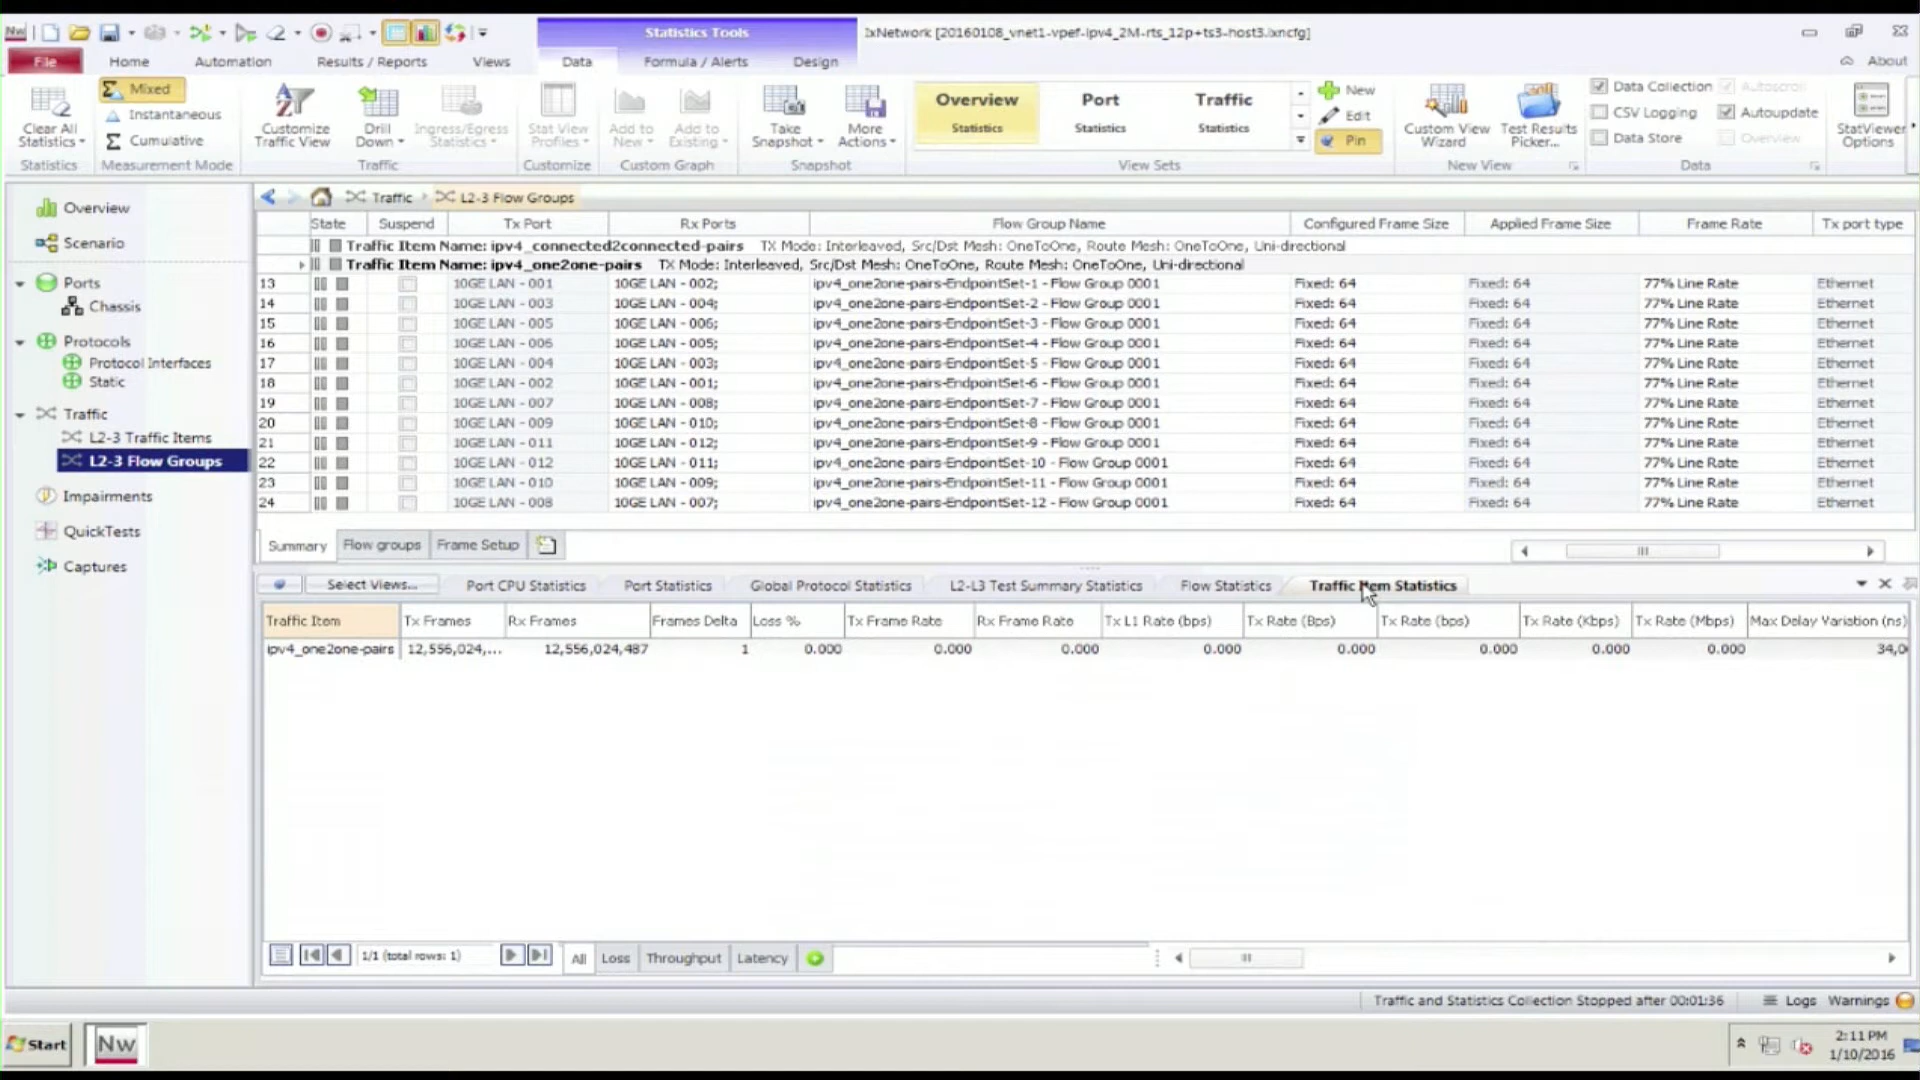 Nw Statistics Tools IxNetwork [20160108_vnet1-vpef-ipv4_2M-rts_12p+ts3-host3.ixncfg]
File Home Automation Results / Reports Views Data Formula / Alerts Design About
Clear All Statistics
Mixed
Instantaneous
Cumulative
Customize Traffic View
Drill Down
Ingress/Egress Statistics
Stat View Profiles
Add to New
Add to Existing
Take Snapshot
More Actions
Overview Statistics
Port Statistics
Traffic Statistics
New
Edit
Pin
Custom View Wizard
Test Results Picker...
Data Collection Autoscroll
CSV Logging Autoupdate
Data Store Overview
StatViewer Options
Statistics Measurement Mode Traffic Customize Custom Graph Snapshot View Sets New View Data
Overview
Scenario
Ports
Chassis
Protocols
Protocol Interfaces
Static
Traffic
L2-3 Traffic Items
L2-3 Flow Groups
Impairments
QuickTests
Captures
Traffic L2-3 Flow Groups
State Suspend Tx Port Rx Ports Flow Group Name Configured Frame Size Applied Frame Size Frame Rate Tx port type
Traffic Item Name: ipv4_connected2connected-pairs TX Mode: Interleaved, Src/Dst Mesh: OneToOne, Route Mesh: OneToOne, Uni-directional
Traffic Item Name: ipv4_one2one-pairs TX Mode: Interleaved, Src/Dst Mesh: OneToOne, Route Mesh: OneToOne, Uni-directional
13 10GE LAN - 001 10GE LAN - 002; ipv4_one2one-pairs-EndpointSet-1 - Flow Group 0001 Fixed: 64 Fixed: 64 77% Line Rate Ethernet
14 10GE LAN - 003 10GE LAN - 004; ipv4_one2one-pairs-EndpointSet-2 - Flow Group 0001 Fixed: 64 Fixed: 64 77% Line Rate Ethernet
15 10GE LAN - 005 10GE LAN - 006; ipv4_one2one-pairs-EndpointSet-3 - Flow Group 0001 Fixed: 64 Fixed: 64 77% Line Rate Ethernet
16 10GE LAN - 006 10GE LAN - 005; ipv4_one2one-pairs-EndpointSet-4 - Flow Group 0001 Fixed: 64 Fixed: 64 77% Line Rate Ethernet
17 10GE LAN - 004 10GE LAN - 003; ipv4_one2one-pairs-EndpointSet-5 - Flow Group 0001 Fixed: 64 Fixed: 64 77% Line Rate Ethernet
18 10GE LAN - 002 10GE LAN - 001; ipv4_one2one-pairs-EndpointSet-6 - Flow Group 0001 Fixed: 64 Fixed: 64 77% Line Rate Ethernet
19 10GE LAN - 007 10GE LAN - 008; ipv4_one2one-pairs-EndpointSet-7 - Flow Group 0001 Fixed: 64 Fixed: 64 77% Line Rate Ethernet
20 10GE LAN - 009 10GE LAN - 010; ipv4_one2one-pairs-EndpointSet-8 - Flow Group 0001 Fixed: 64 Fixed: 64 77% Line Rate Ethernet
21 10GE LAN - 011 10GE LAN - 012; ipv4_one2one-pairs-EndpointSet-9 - Flow Group 0001 Fixed: 64 Fixed: 64 77% Line Rate Ethernet
22 10GE LAN - 012 10GE LAN - 011; ipv4_one2one-pairs-EndpointSet-10 - Flow Group 0001 Fixed: 64 Fixed: 64 77% Line Rate Ethernet
23 10GE LAN - 010 10GE LAN - 009; ipv4_one2one-pairs-EndpointSet-11 - Flow Group 0001 Fixed: 64 Fixed: 64 77% Line Rate Ethernet
24 10GE LAN - 008 10GE LAN - 007; ipv4_one2one-pairs-EndpointSet-12 - Flow Group 0001 Fixed: 64 Fixed: 64 77% Line Rate Ethernet
Summary Flow groups Frame Setup
Select Views... Port CPU Statistics Port Statistics Global Protocol Statistics L2-L3 Test Summary Statistics Flow Statistics Traffic Item Statistics
Traffic Item Tx Frames Rx Frames Frames Delta Loss % Tx Frame Rate Rx Frame Rate Tx L1 Rate (bps) Tx Rate (Bps) Tx Rate (bps) Tx Rate (Kbps) Tx Rate (Mbps) Max Delay Variation (ns)
ipv4_one2one-pairs 12,556,024,... 12,556,024,487 1 0.000 0.000 0.000 0.000 0.000 0.000 0.000 0.000 34,0
1/1 (total rows: 1) All Loss Throughput Latency
Traffic and Statistics Collection Stopped after 00:01:36 Logs Warnings
Start Nw 2:11 PM
1/10/2016